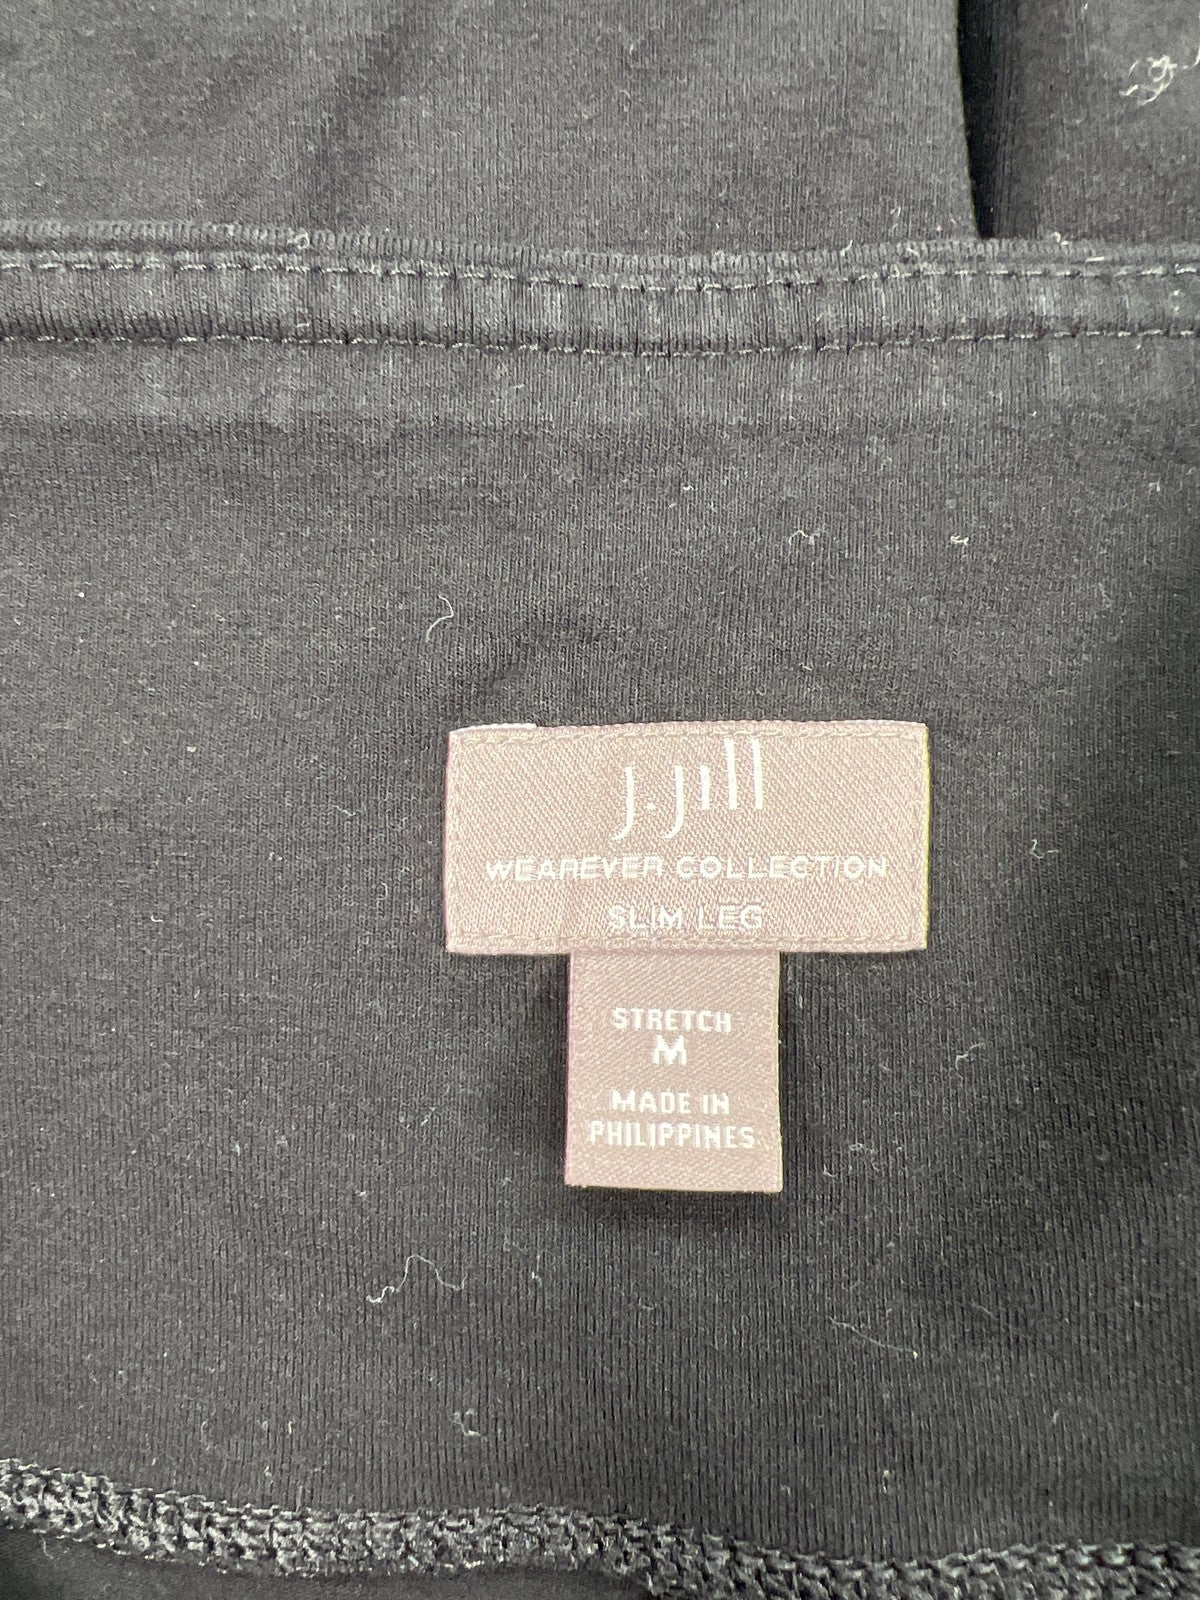 J.Jill
WEAREVER COLLECTION
SLIM LEG
STRETCH
M
MADE IN
PHILIPPINES